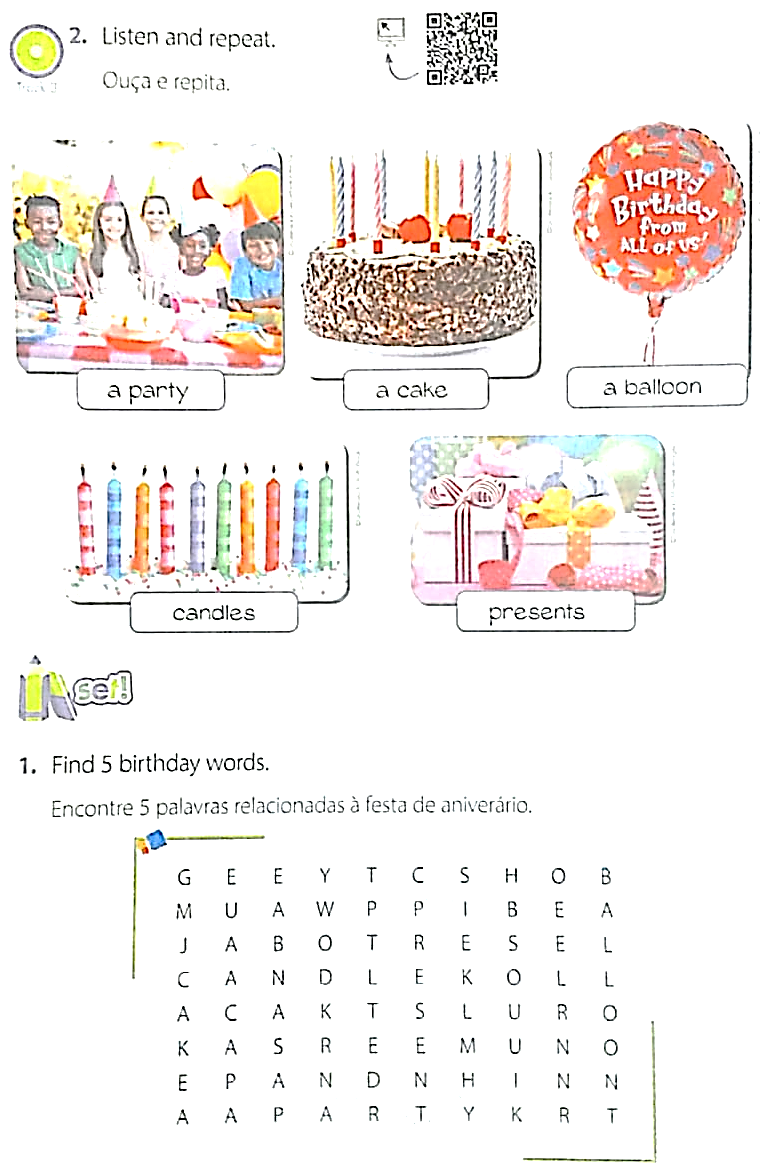 2. Listen and repeat.
Ouça e repita.
Happy
Birthday
from
ALL of US!
a party
a cake
a balloon
candles
presents
set!
1. Find 5 birthday words.
Encontre 5 palavras relacionadas à festa de aniverário.
G E E Y T C S H O B
M U A W P P I B E A
J A B O T R E S E L
C A N D L E K O L L
A C A K T S L U R O
K A S R E E M U N O
E P A N D N H I N N
A A P A R T Y K R T